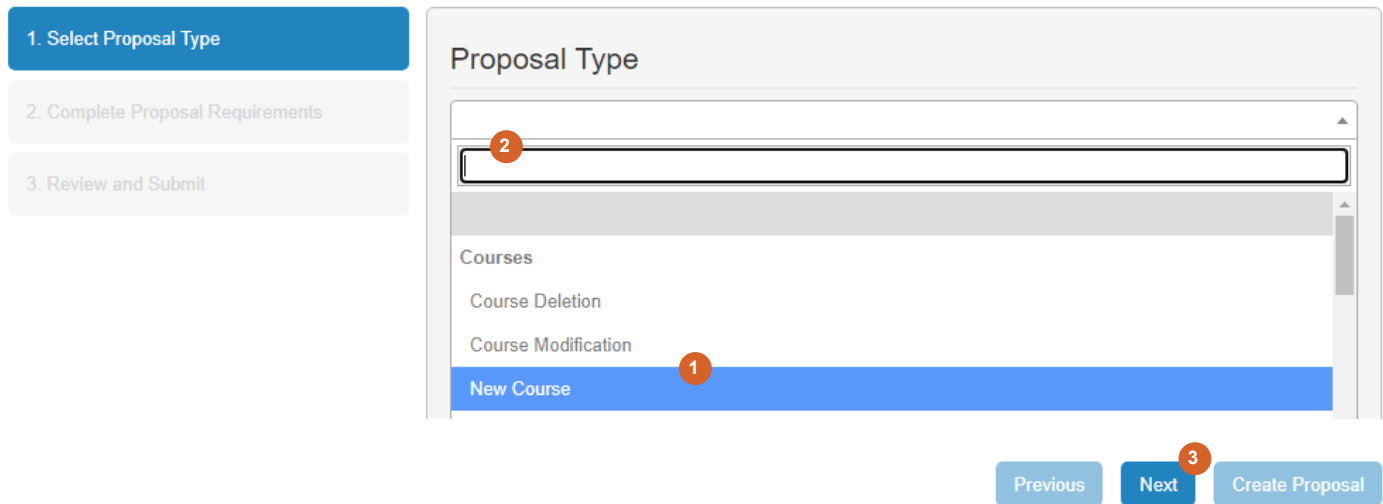 1. Select Proposal Type
2. Complete Proposal Requirements
3. Review and Submit
Proposal Type
2
Courses
Course Deletion
Course Modification
1
New Course
3
Previous Next Create Proposal